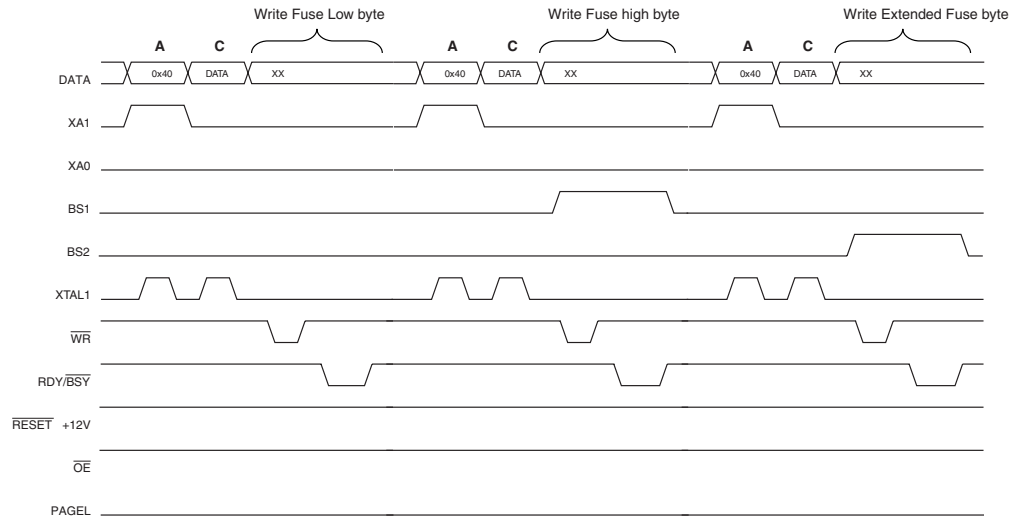 Write Fuse Low byte Write Fuse high byte Write Extended Fuse byte
A C A C A C
DATA 0x40 DATA XX 0x40 DATA XX 0x40 DATA XX
XA1
XA0
BS1
BS2
XTAL1
WR
RDY/BSY
RESET +12V
OE
PAGEL